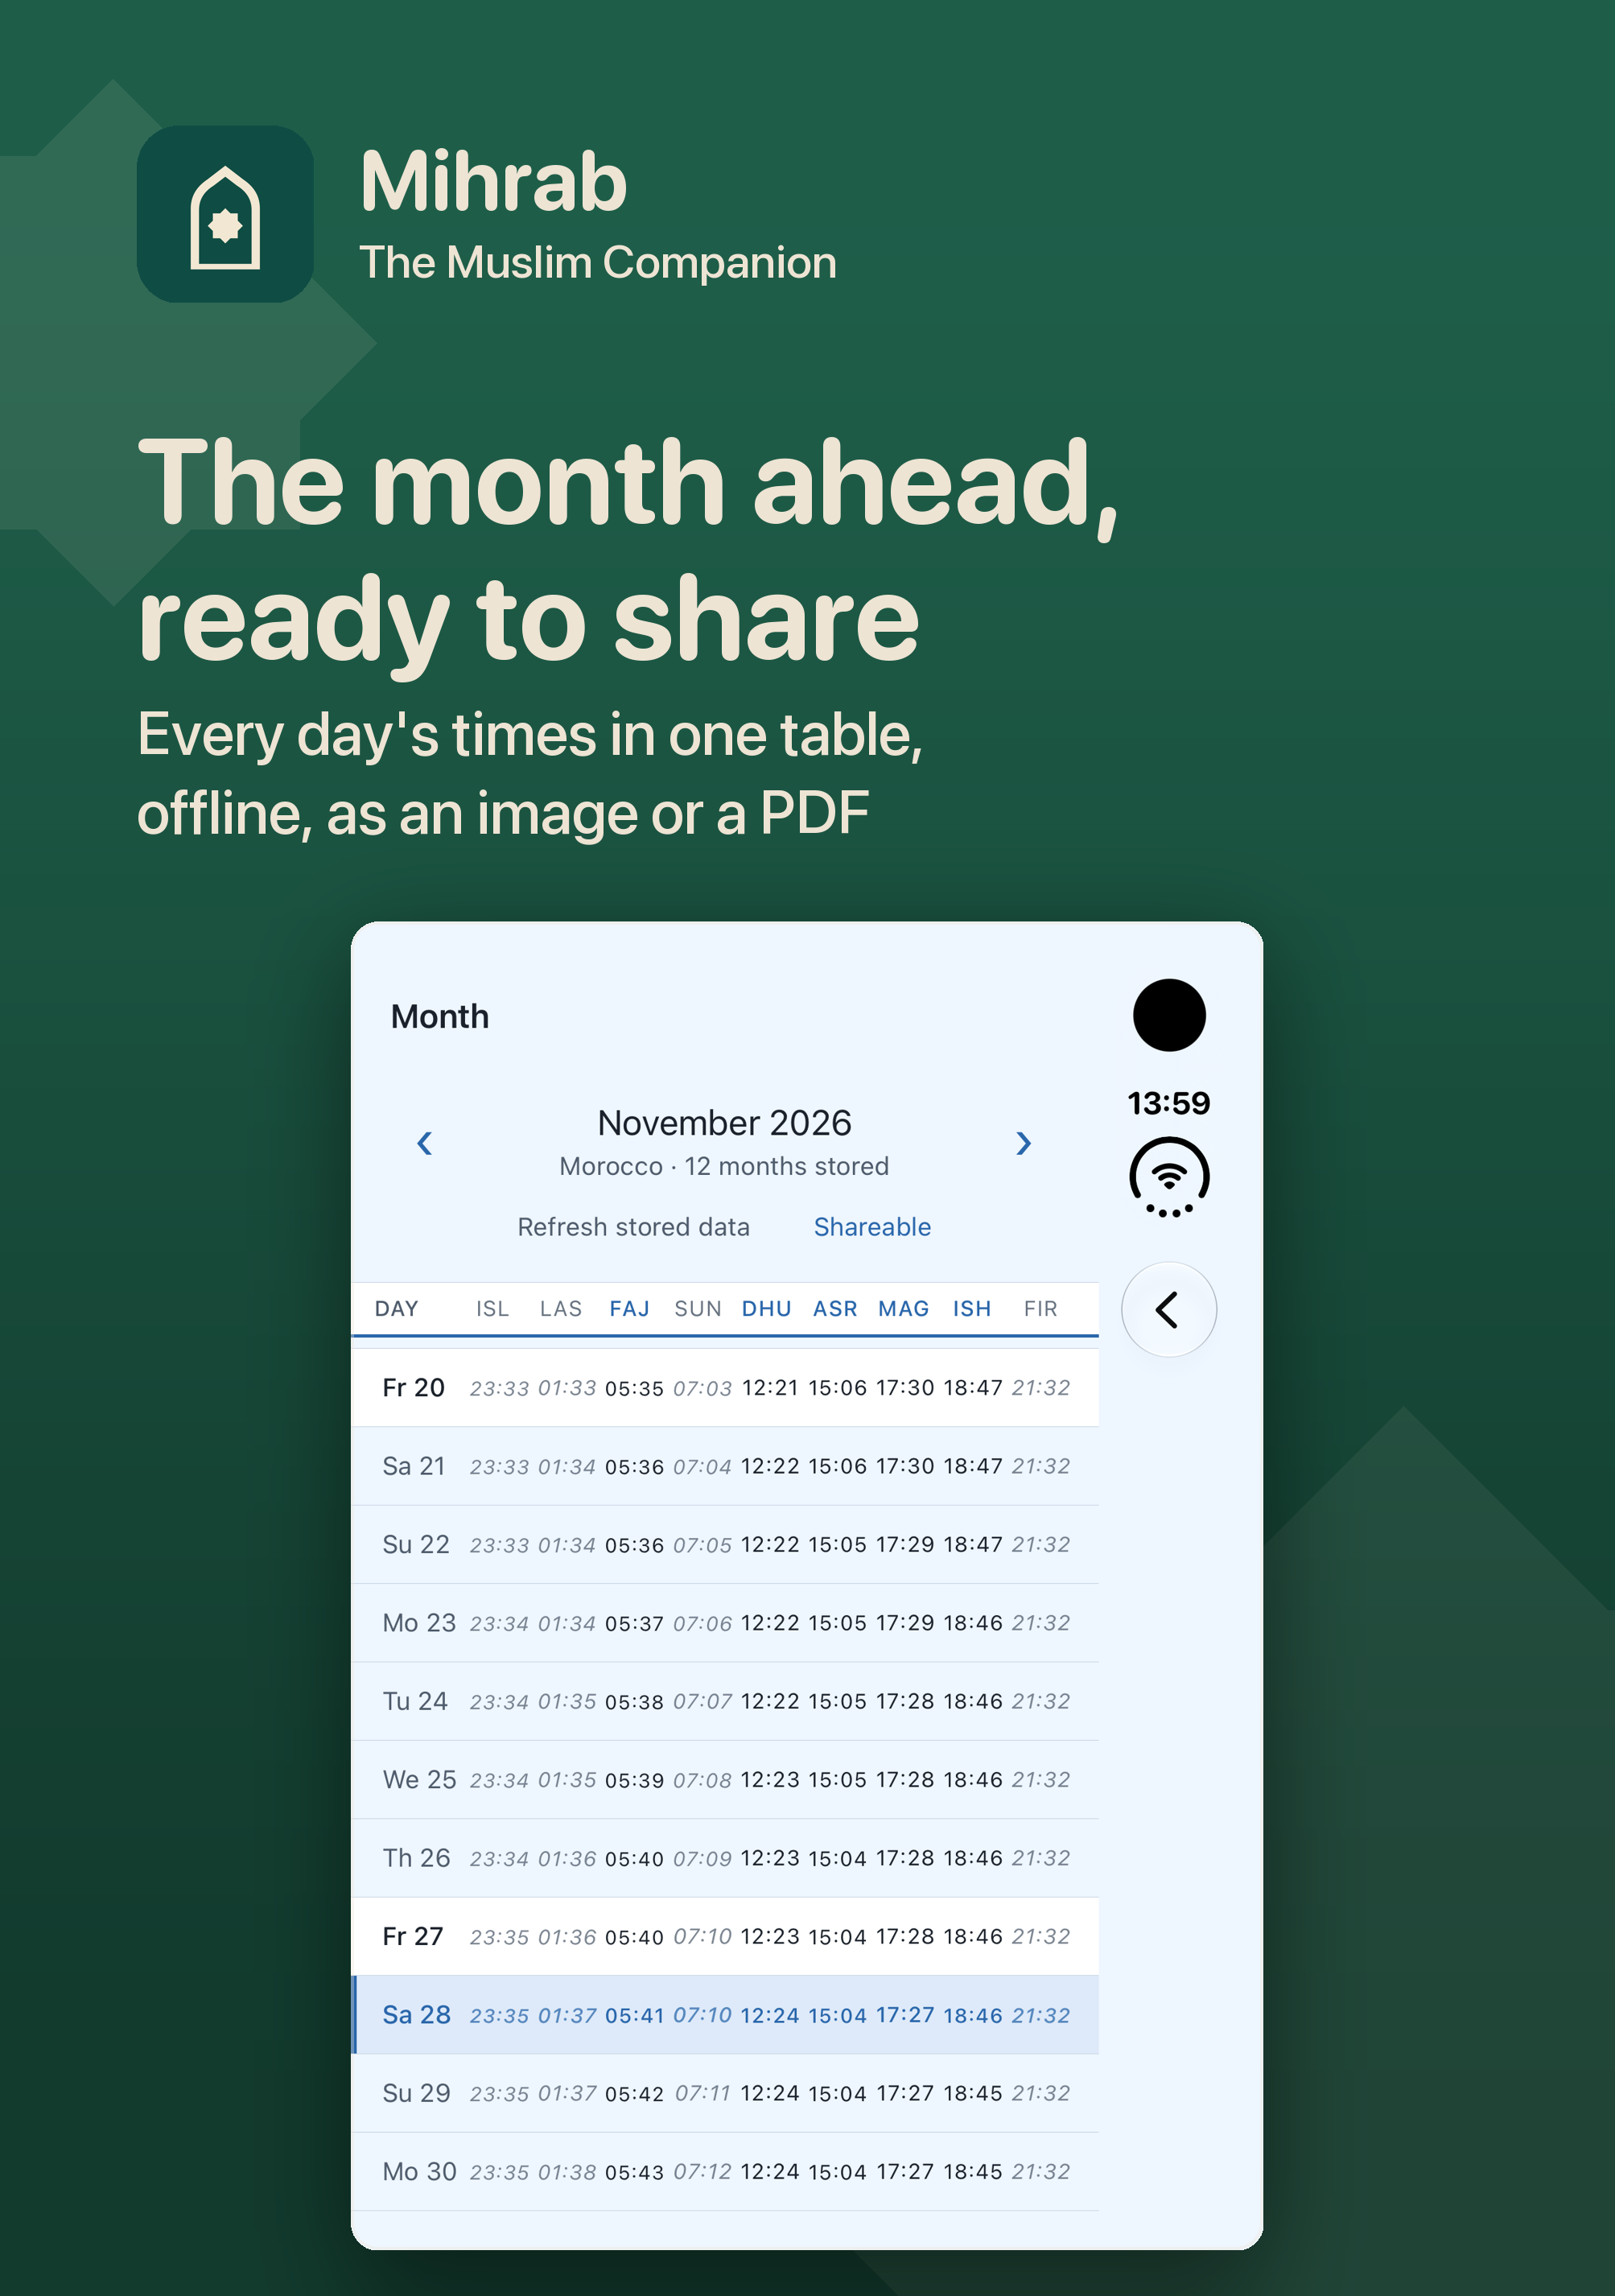 Mihrab
The Muslim Companion
The month ahead,
ready to share
Every day's times in one table,
offline, as an image or a PDF
Month
13:59
‹ November 2026 ›
Morocco · 12 months stored
Refresh stored data Shareable
DAY ISL LAS FAJ SUN DHU ASR MAG ISH FIR
Fr 20 23:33 01:33 05:35 07:03 12:21 15:06 17:30 18:47 21:32
Sa 21 23:33 01:34 05:36 07:04 12:22 15:06 17:30 18:47 21:32
Su 22 23:33 01:34 05:36 07:05 12:22 15:05 17:29 18:47 21:32
Mo 23 23:34 01:34 05:37 07:06 12:22 15:05 17:29 18:46 21:32
Tu 24 23:34 01:35 05:38 07:07 12:22 15:05 17:28 18:46 21:32
We 25 23:34 01:35 05:39 07:08 12:23 15:05 17:28 18:46 21:32
Th 26 23:34 01:36 05:40 07:09 12:23 15:04 17:28 18:46 21:32
Fr 27 23:35 01:36 05:40 07:10 12:23 15:04 17:28 18:46 21:32
Sa 28 23:35 01:37 05:41 07:10 12:24 15:04 17:27 18:46 21:32
Su 29 23:35 01:37 05:42 07:11 12:24 15:04 17:27 18:45 21:32
Mo 30 23:35 01:38 05:43 07:12 12:24 15:04 17:27 18:45 21:32